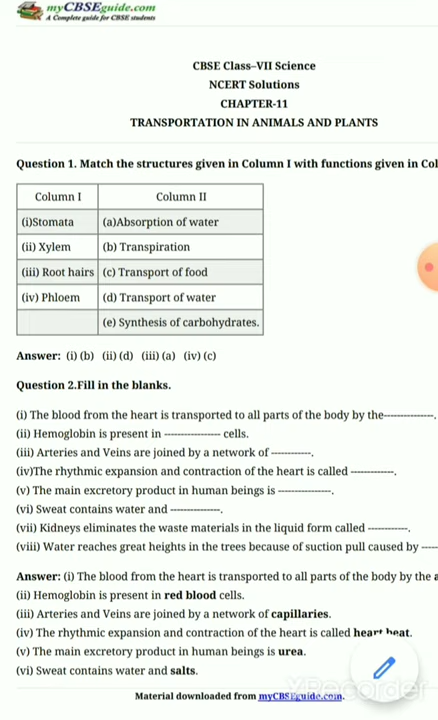 myCBSEguide.com
A Complete guide for CBSE students
CBSE Class–VII Science
NCERT Solutions
CHAPTER-11
TRANSPORTATION IN ANIMALS AND PLANTS
Question 1. Match the structures given in Column I with functions given in Col
Column I Column II
(i)Stomata (a)Absorption of water
(ii) Xylem (b) Transpiration
(iii) Root hairs (c) Transport of food
(iv) Phloem (d) Transport of water
(e) Synthesis of carbohydrates.
Answer: (i) (b) (ii) (d) (iii) (a) (iv) (c)
Question 2.Fill in the blanks.
(i) The blood from the heart is transported to all parts of the body by the---------------.
(ii) Hemoglobin is present in ----------------- cells.
(iii) Arteries and Veins are joined by a network of ------------.
(iv)The rhythmic expansion and contraction of the heart is called ------------.
(v) The main excretory product in human beings is ----------------.
(vi) Sweat contains water and ---------------.
(vii) Kidneys eliminates the waste materials in the liquid form called ------------.
(viii) Water reaches great heights in the trees because of suction pull caused by -----
Answer: (i) The blood from the heart is transported to all parts of the body by the a
(ii) Hemoglobin is present in red blood cells.
(iii) Arteries and Veins are joined by a network of capillaries.
(iv) The rhythmic expansion and contraction of the heart is called heart beat.
(v) The main excretory product in human beings is urea.
(vi) Sweat contains water and salts.
Material downloaded from myCBSEguide.com.
XRecorder